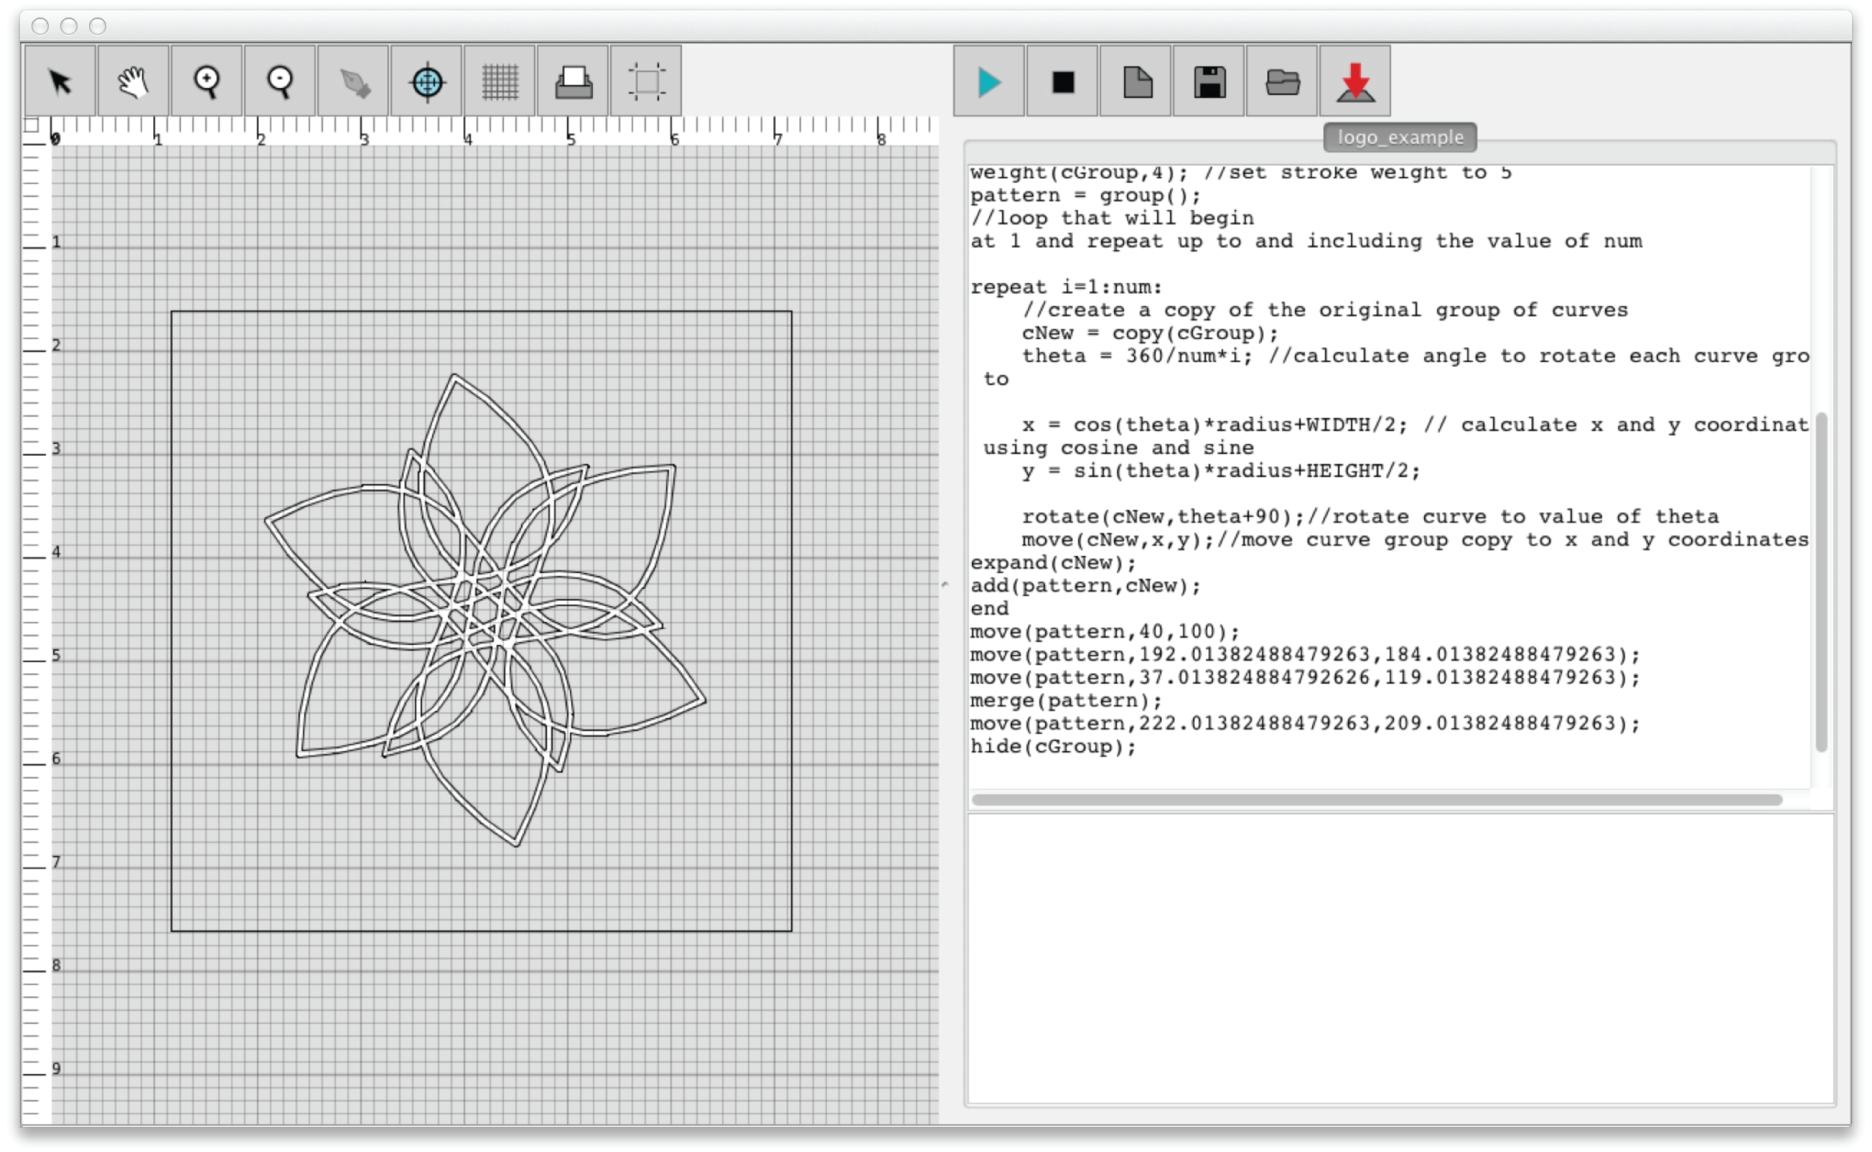 0 1 2 3 4 5 6 7 8
1
2
3
4
5
6
7
8
9
logo_example
weight(cGroup,4); //set stroke weight to 5
pattern = group();
//loop that will begin
at 1 and repeat up to and including the value of num
repeat i=1:num:
//create a copy of the original group of curves
cNew = copy(cGroup);
theta = 360/num*i; //calculate angle to rotate each curve gro
to
x = cos(theta)*radius+WIDTH/2; // calculate x and y coordinat
using cosine and sine
y = sin(theta)*radius+HEIGHT/2;
rotate(cNew,theta+90);//rotate curve to value of theta
move(cNew,x,y);//move curve group copy to x and y coordinates
expand(cNew);
add(pattern,cNew);
end
move(pattern,40,100);
move(pattern,192.01382488479263,184.01382488479263);
move(pattern,37.013824884792626,119.01382488479263);
merge(pattern);
move(pattern,222.01382488479263,209.01382488479263);
hide(cGroup);